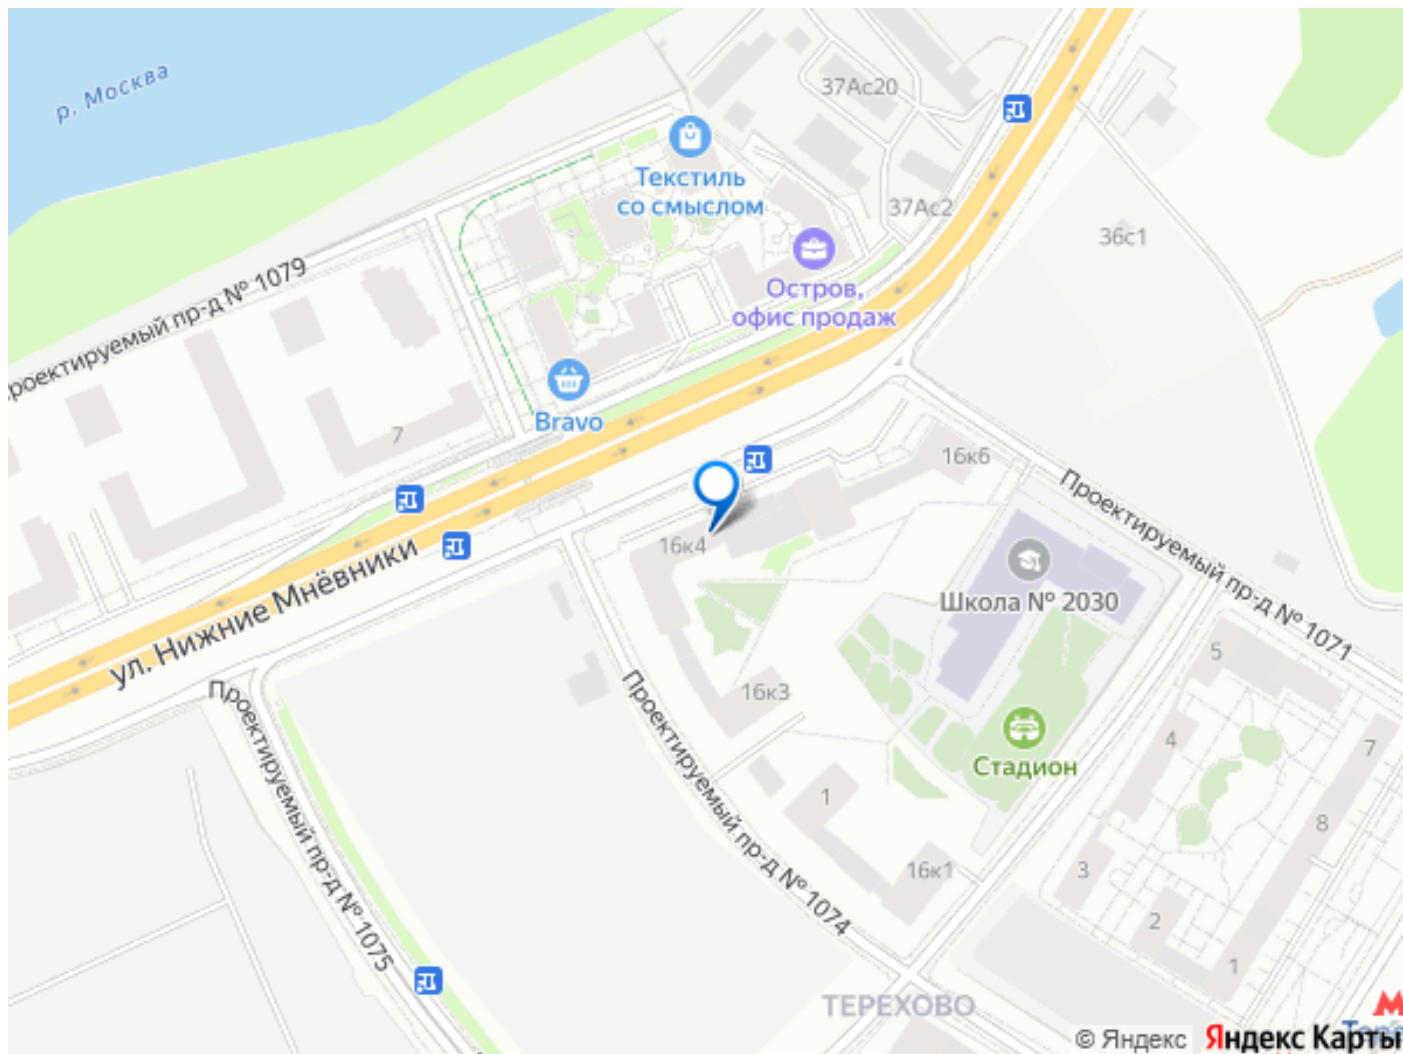 р. Москва
37Ас20
Текстиль
со смыслом
37Ас2
36с1
Остров,
офис продаж
роектируемый пр-д № 1079
Bravo
7
16к6
Проектируемый пр-д № 1071
16к4
ул. Нижние Мнёвники
Школа № 2030
5
16к3
Проектируемый пр-д № 1075
Проектируемый пр-д № 1074
Стадион
4
7
1
8
16к1
3
2
1
ТЕРЕХОВО
© Яндекс
Яндекс Карты